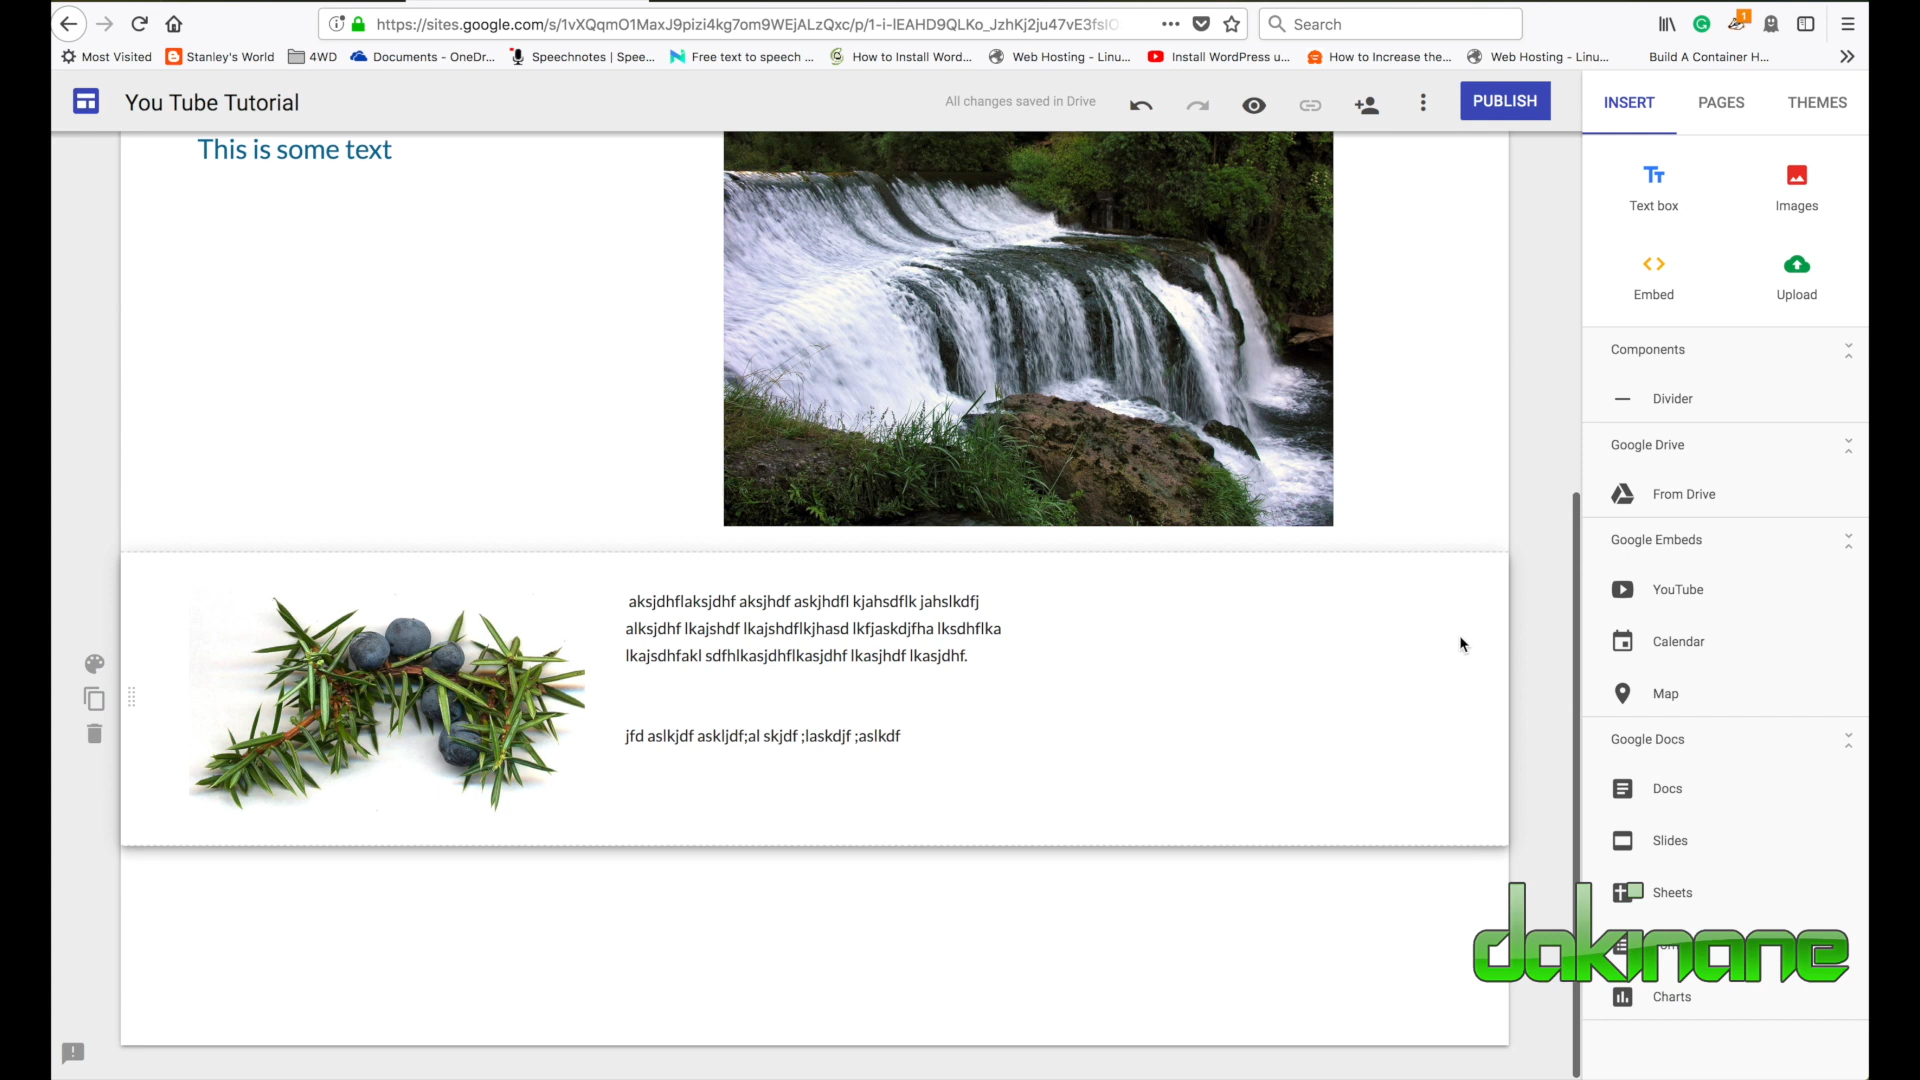 https://sites.google.com/s/1vXQqmO1MaxJ9pizi4kg7om9WEjALzQxc/p/1-i-lEAHD9QLKo_JzhKj2ju47vE3fslO
Search
1
Most Visited
Stanley's World
4WD
Documents - OneDr...
Speechnotes | Spee...
Free text to speech ...
How to Install Word...
Web Hosting - Linu...
Install WordPress u...
How to Increase the...
Web Hosting - Linu...
Build A Container H...
You Tube Tutorial
All changes saved in Drive
PUBLISH
INSERT
PAGES
THEMES
This is some text
Text box
Images
Embed
Upload
Components
Divider
Google Drive
From Drive
Google Embeds
YouTube
Calendar
Map
Google Docs
Docs
Slides
Sheets
Charts
aksjdhflaksjdhf aksjhdf askjhdfl kjahsdflk jahslkdfj
alksjdhf lkajshdf lkajshdflkjhasd lkfjaskdjfha lksdhflka
lkajsdhfakl sdfhlkasjdhflkasjdhf lkasjhdf lkasjdhf.
jfd aslkjdf askljdf;al skjdf ;laskdjf ;aslkdf
dakinane